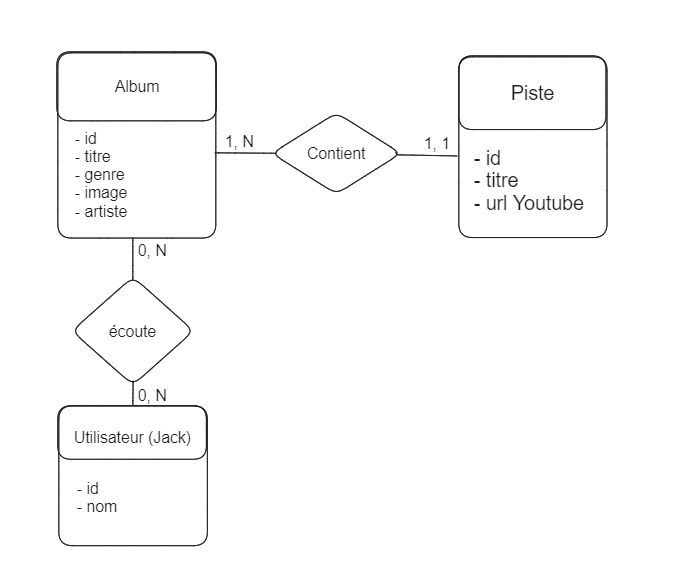 Album
- id
- titre
- genre
- image
- artiste
1, N
Contient
1, 1
Piste
- id
- titre
- url Youtube
0, N
écoute
0, N
Utilisateur (Jack)
- id
- nom